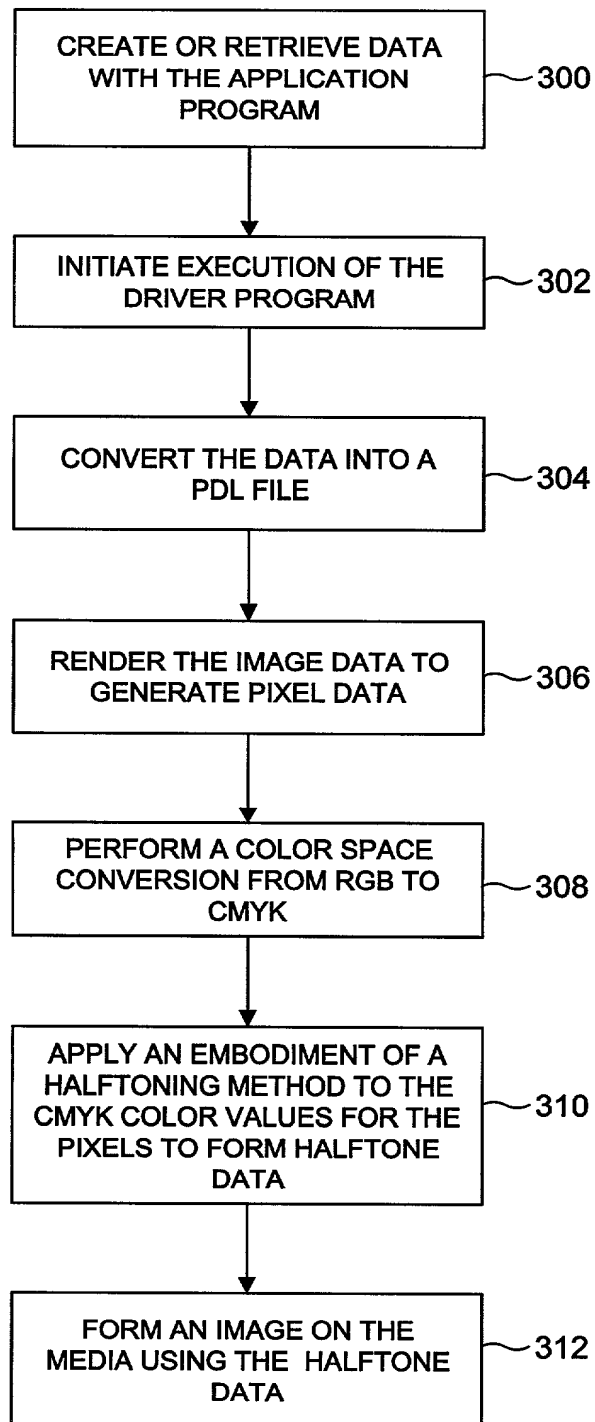 CREATE OR RETRIEVE DATA
WITH THE APPLICATION
PROGRAM
300
INITIATE EXECUTION OF THE
DRIVER PROGRAM
302
CONVERT THE DATA INTO A
PDL FILE
304
RENDER THE IMAGE DATA TO
GENERATE PIXEL DATA
306
PERFORM A COLOR SPACE
CONVERSION FROM RGB TO
CMYK
308
APPLY AN EMBODIMENT OF A
HALFTONING METHOD TO THE
CMYK COLOR VALUES FOR THE
PIXELS TO FORM HALFTONE
DATA
310
FORM AN IMAGE ON THE
MEDIA USING THE HALFTONE
DATA
312